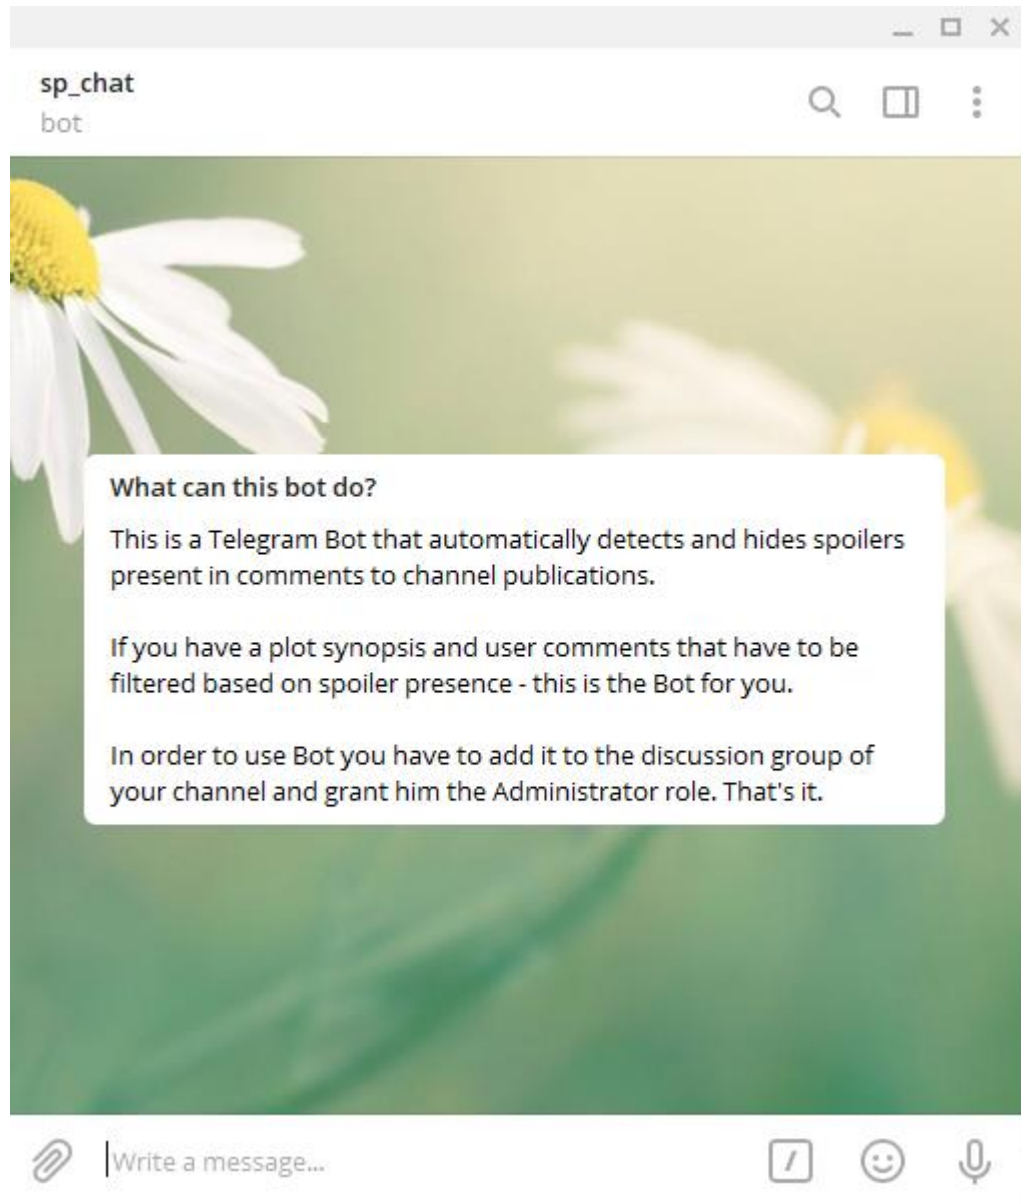 sp_chat
bot
What can this bot do?
This is a Telegram Bot that automatically detects and hides spoilers
present in comments to channel publications.
If you have a plot synopsis and user comments that have to be
filtered based on spoiler presence - this is the Bot for you.
In order to use Bot you have to add it to the discussion group of
your channel and grant him the Administrator role. That's it.
Write a message...